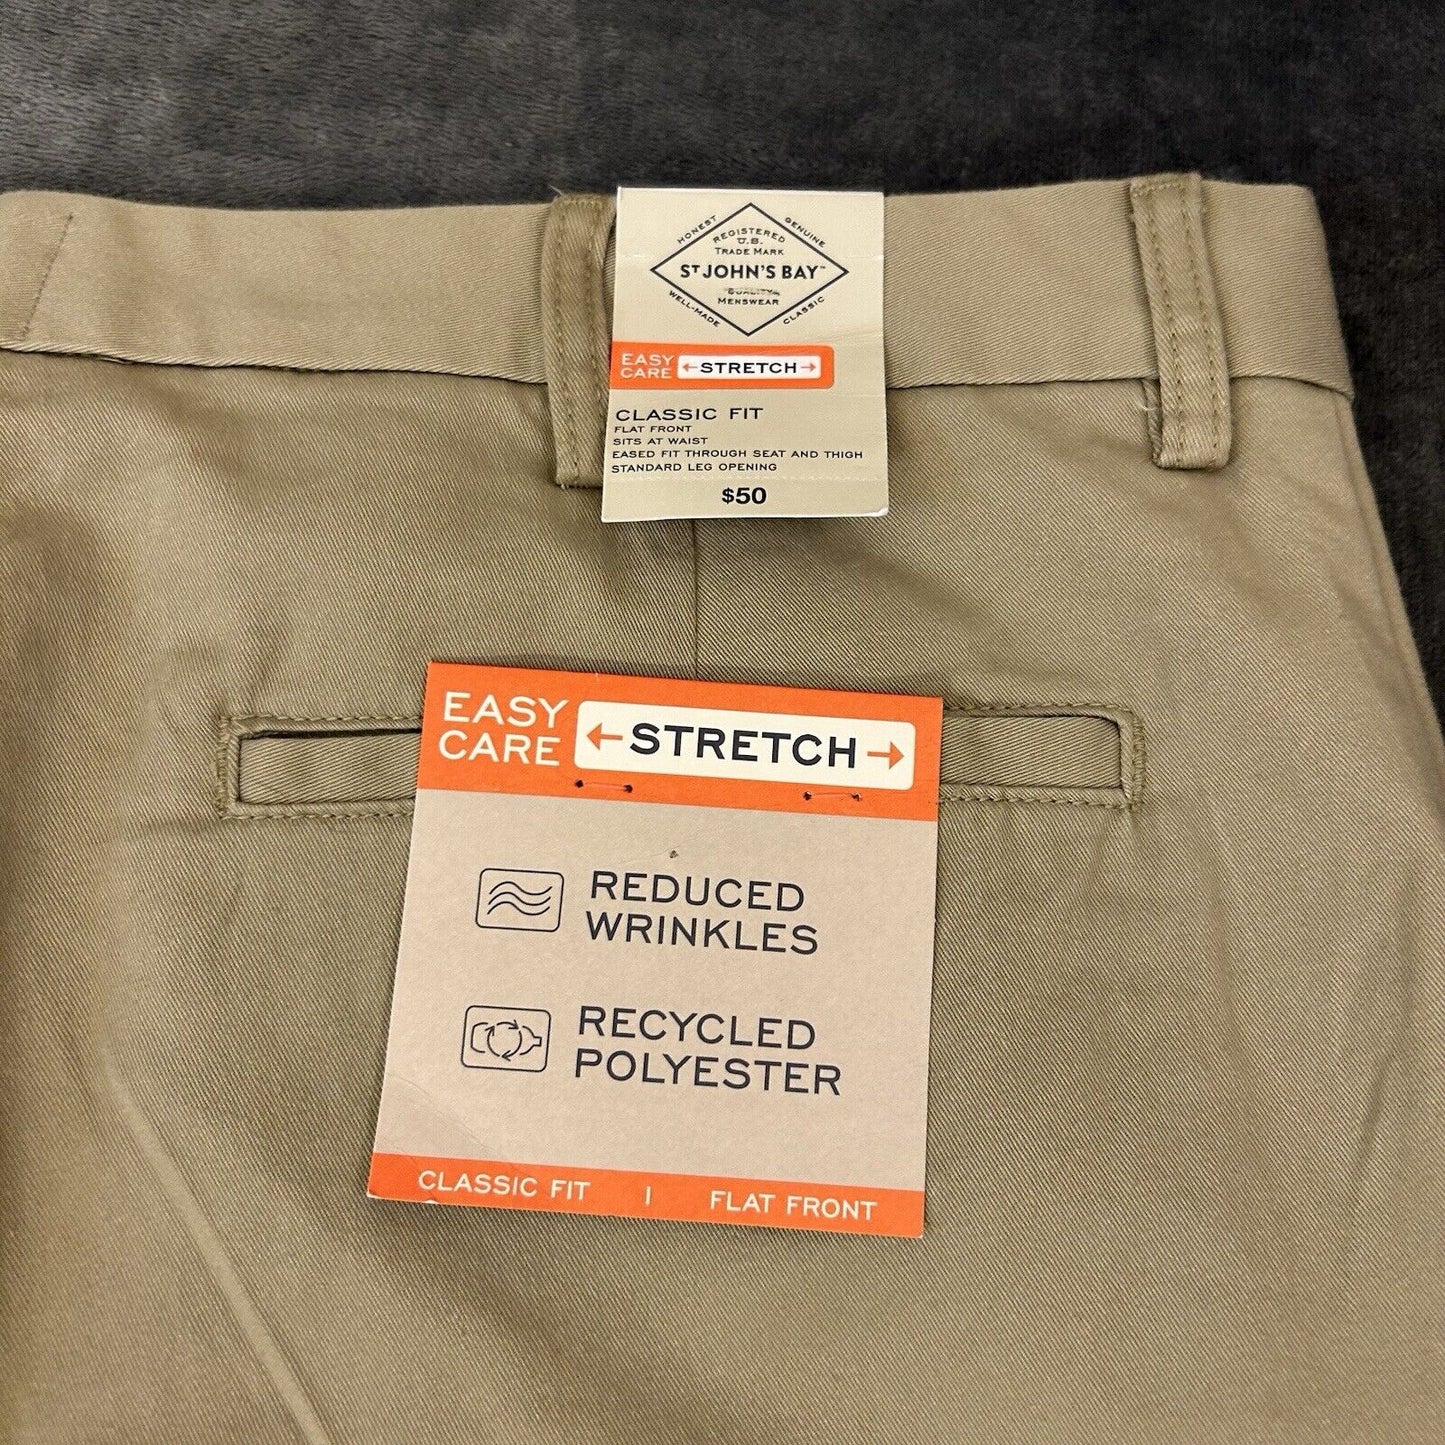 HONEST
GENUINE
REGISTERED
U.S.
TRADE MARK
ST JOHN'S BAY™
QUALITY
MENSWEAR
WELL-MADE
CLASSIC
EASY
CARE
STRETCH
CLASSIC FIT
FLAT FRONT
SITS AT WAIST
EASED FIT THROUGH SEAT AND THIGH
STANDARD LEG OPENING
$50
EASY
CARE
STRETCH
REDUCED
WRINKLES
RECYCLED
POLYESTER
CLASSIC FIT | FLAT FRONT